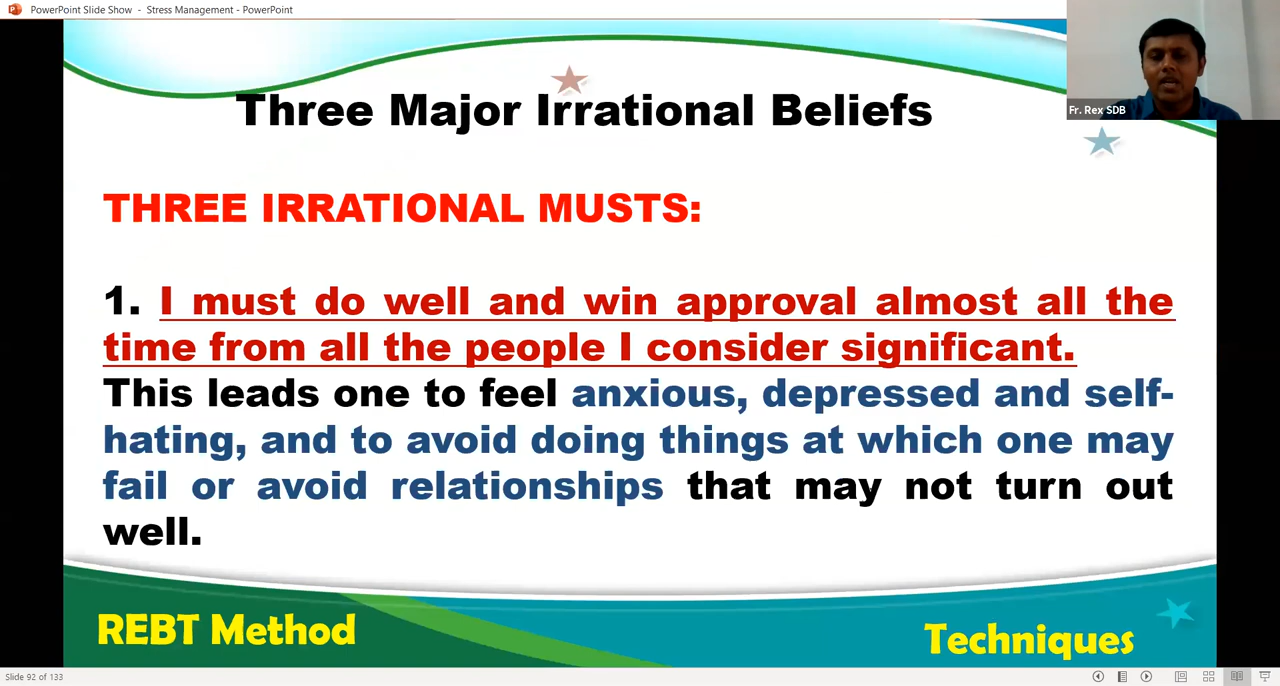 PowerPoint Slide Show - Stress Management - PowerPoint
Fr. Rex SDB
Three Major Irrational Beliefs
THREE IRRATIONAL MUSTS:
1. I must do well and win approval almost all the
time from all the people I consider significant.
This leads one to feel anxious, depressed and self-
hating, and to avoid doing things at which one may
fail or avoid relationships that may not turn out
well.
REBT Method
Techniques
Slide 92 of 133